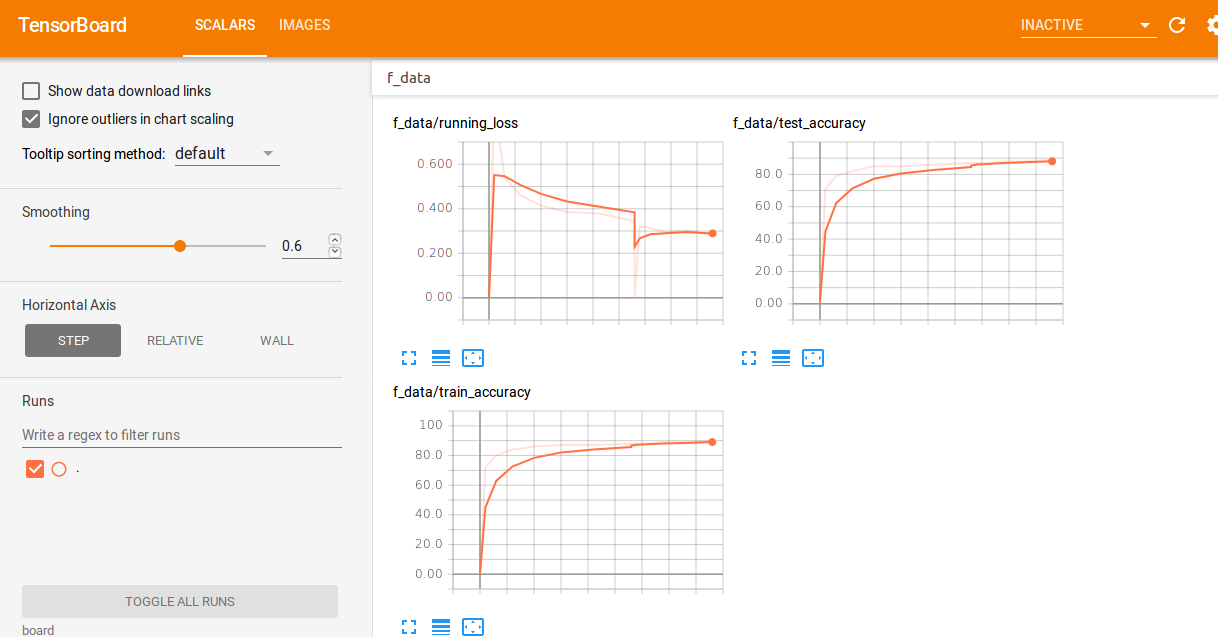 TensorBoard
SCALARS
IMAGES
INACTIVE
Show data download links
Ignore outliers in chart scaling
Tooltip sorting method: default
Smoothing
0.6
Horizontal Axis
STEP
RELATIVE
WALL
Runs
Write a regex to filter runs
.
TOGGLE ALL RUNS
board
f_data
f_data/running_loss
0.600
0.400
0.200
0.00
f_data/test_accuracy
80.0
60.0
40.0
20.0
0.00
f_data/train_accuracy
100
80.0
60.0
40.0
20.0
0.00